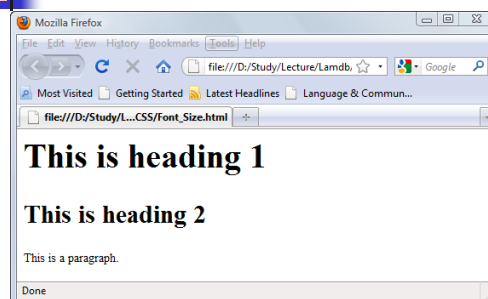 Mozilla Firefox
File Edit View History Bookmarks Tools Help
file:///D:/Study/Lecture/Lamdb/ Google
Most Visited Getting Started Latest Headlines Language & Commun...
file:///D:/Study/L...CSS/Font_Size.html
This is heading 1
This is heading 2
This is a paragraph.
Done